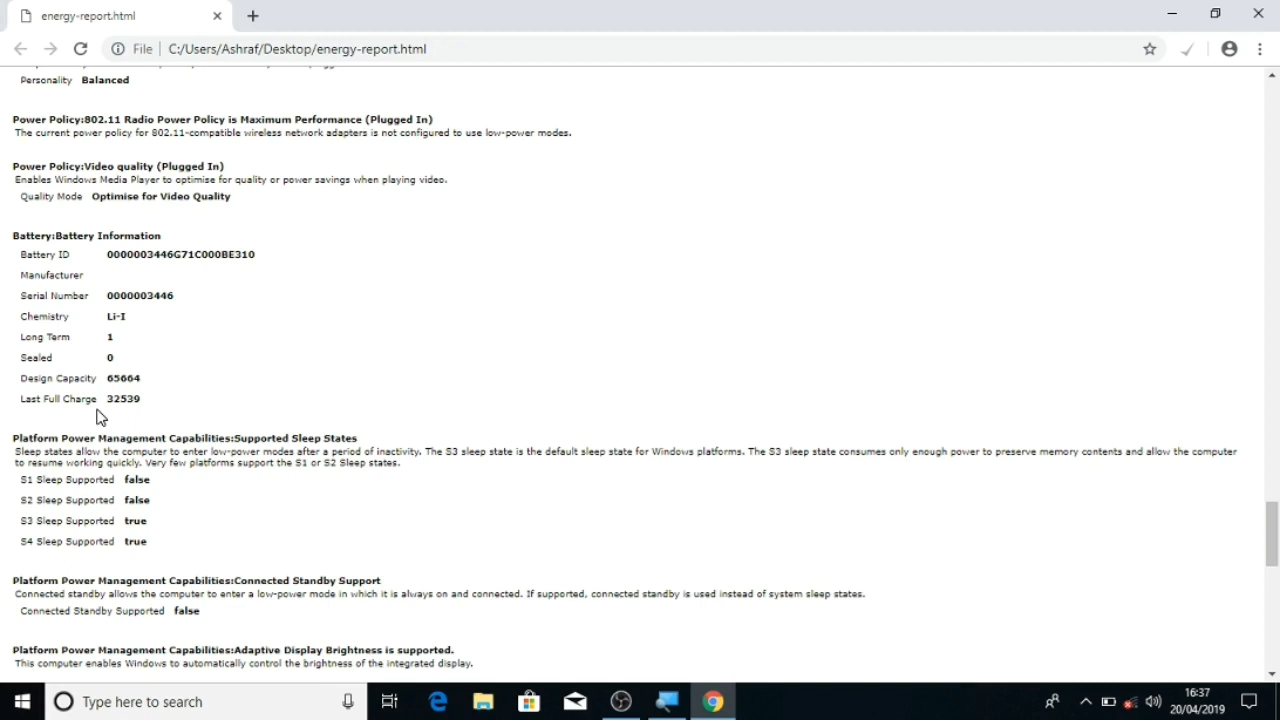 energy-report.html
File
C:/Users/Ashraf/Desktop/energy-report.html
Personality Balanced
Power Policy:802.11 Radio Power Policy is Maximum Performance (Plugged In)
The current power policy for 802.11-compatible wireless network adapters is not configured to use low-power modes.
Power Policy:Video quality (Plugged In)
Enables Windows Media Player to optimise for quality or power savings when playing video.
Quality Mode Optimise for Video Quality
Battery:Battery Information
Battery ID 0000003446G71C000BE310
Manufacturer
Serial Number 0000003446
Chemistry Li-I
Long Term 1
Sealed 0
Design Capacity 65664
Last Full Charge 32539
Platform Power Management Capabilities:Supported Sleep States
Sleep states allow the computer to enter low-power modes after a period of inactivity. The S3 sleep state is the default sleep state for Windows platforms. The S3 sleep state consumes only enough power to preserve memory contents and allow the computer
to resume working quickly. Very few platforms support the S1 or S2 Sleep states.
S1 Sleep Supported false
S2 Sleep Supported false
S3 Sleep Supported true
S4 Sleep Supported true
Platform Power Management Capabilities:Connected Standby Support
Connected standby allows the computer to enter a low-power mode in which it is always on and connected. If supported, connected standby is used instead of system sleep states.
Connected Standby Supported false
Platform Power Management Capabilities:Adaptive Display Brightness is supported.
This computer enables Windows to automatically control the brightness of the integrated display.
Type here to search
16:37
20/04/2019